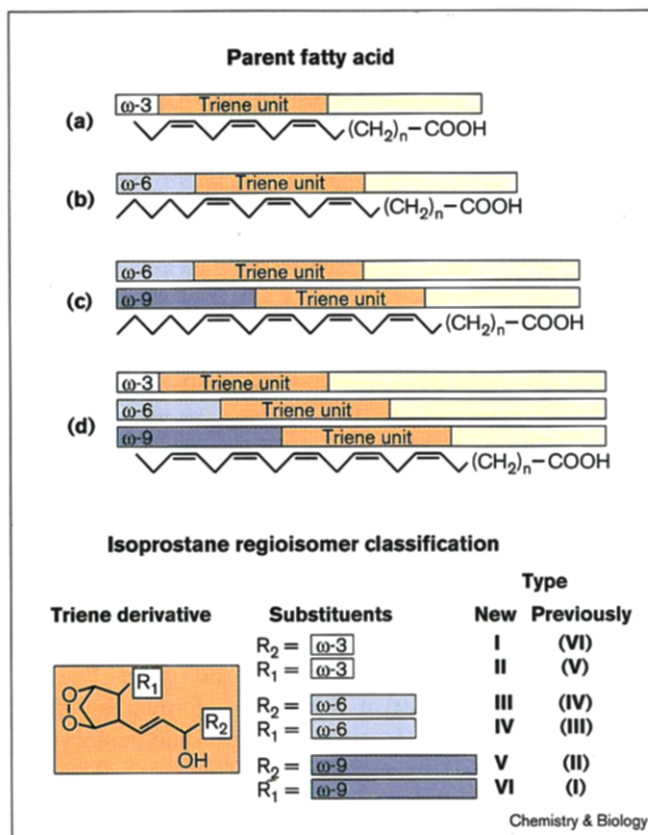 Parent fatty acid
(a)
ω-3 Triene unit
(CH2)n–COOH
(b)
ω-6 Triene unit
(CH2)n–COOH
(c)
ω-6 Triene unit
ω-9 Triene unit
(CH2)n–COOH
(d)
ω-3 Triene unit
ω-6 Triene unit
ω-9 Triene unit
(CH2)n–COOH
Isoprostane regioisomer classification
Type
Triene derivative Substituents New Previously
R2 = ω-3 I (VI)
R1 = ω-3 II (V)
R2 = ω-6 III (IV)
R1 = ω-6 IV (III)
R2 = ω-9 V (II)
R1 = ω-9 VI (I)
R1
O
O
R2
OH
Chemistry & Biology